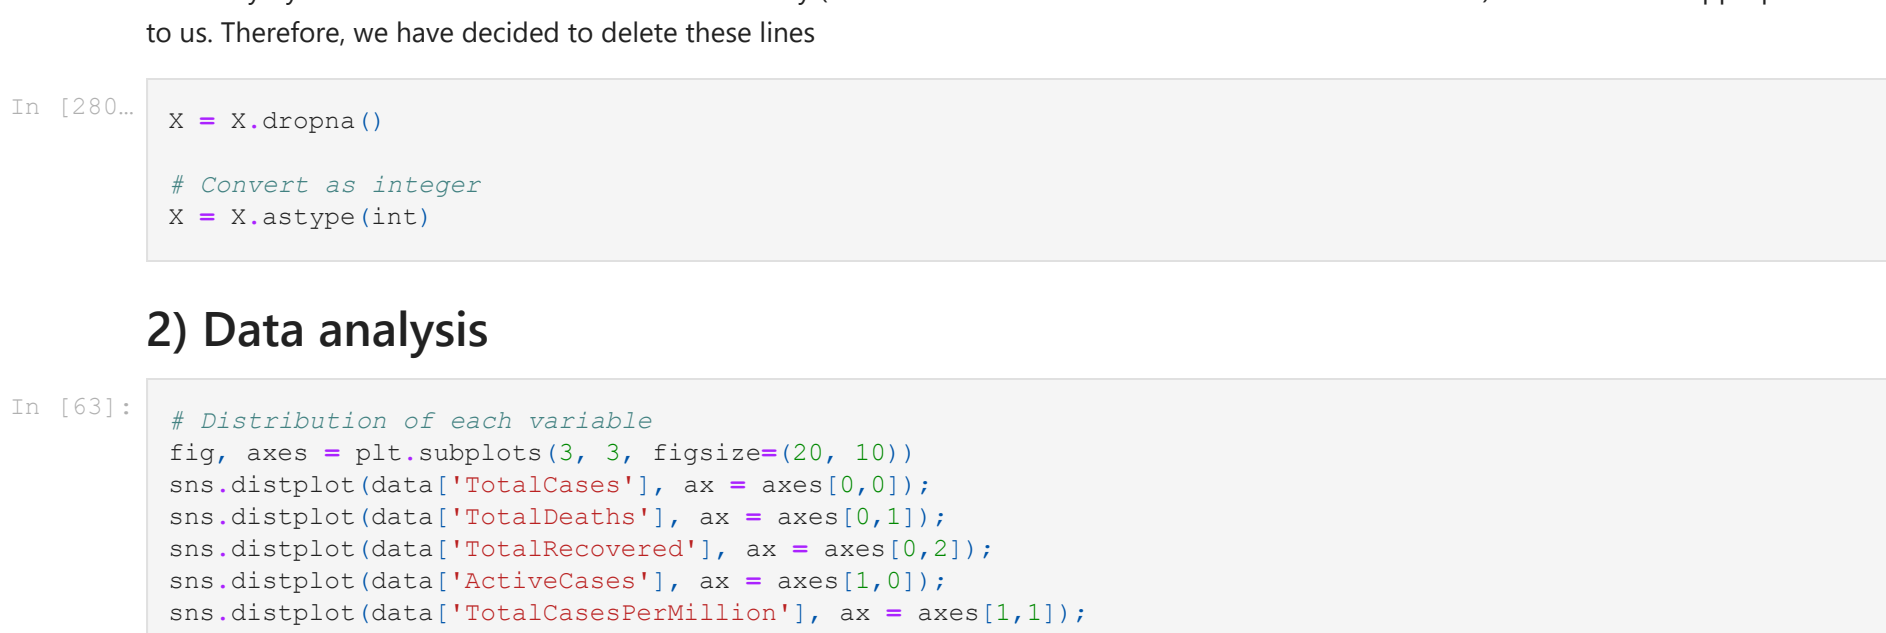 to us. Therefore, we have decided to delete these lines
In [280…
X = X.dropna()
# Convert as integer
X = X.astype(int)
2) Data analysis
In [63]:
# Distribution of each variable
fig, axes = plt.subplots(3, 3, figsize=(20, 10))
sns.distplot(data['TotalCases'], ax = axes[0,0]);
sns.distplot(data['TotalDeaths'], ax = axes[0,1]);
sns.distplot(data['TotalRecovered'], ax = axes[0,2]);
sns.distplot(data['ActiveCases'], ax = axes[1,0]);
sns.distplot(data['TotalCasesPerMillion'], ax = axes[1,1]);